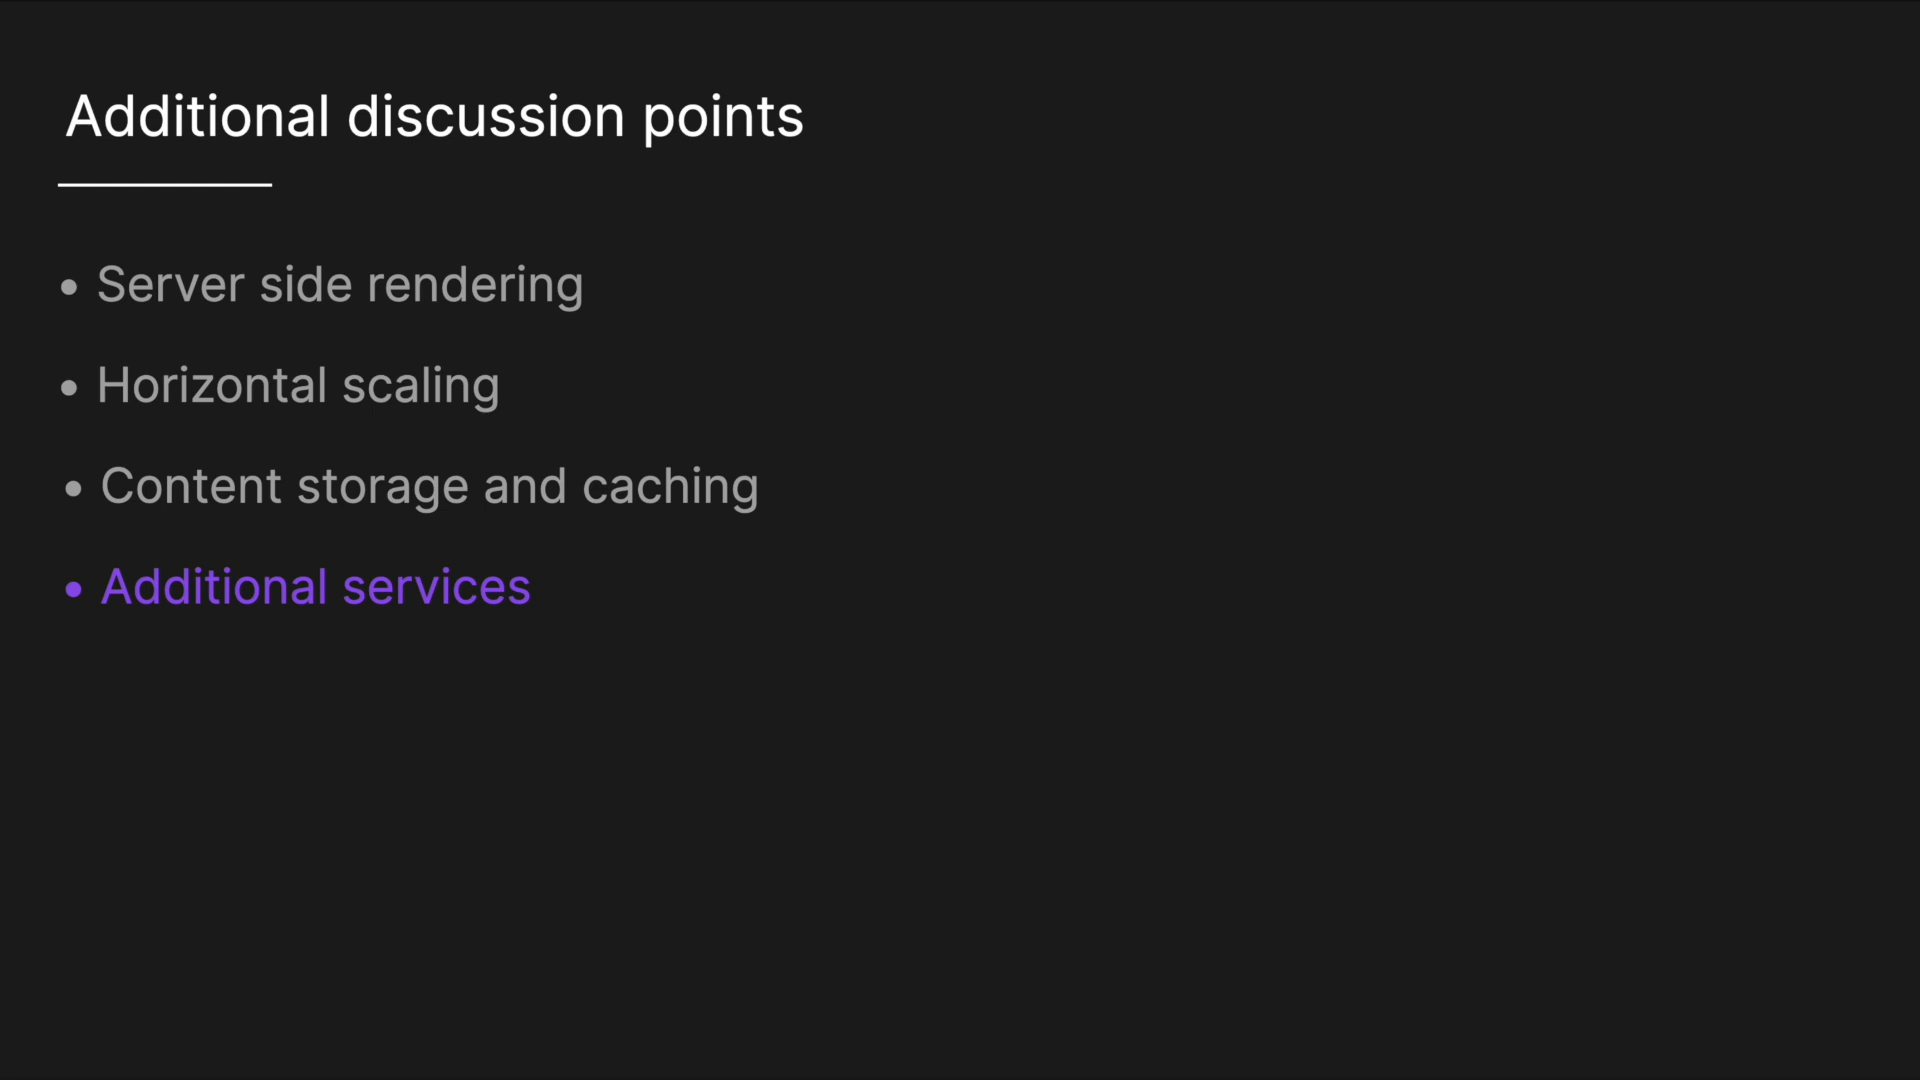 Additional discussion points
• Server side rendering
• Horizontal scaling
• Content storage and caching
• Additional services